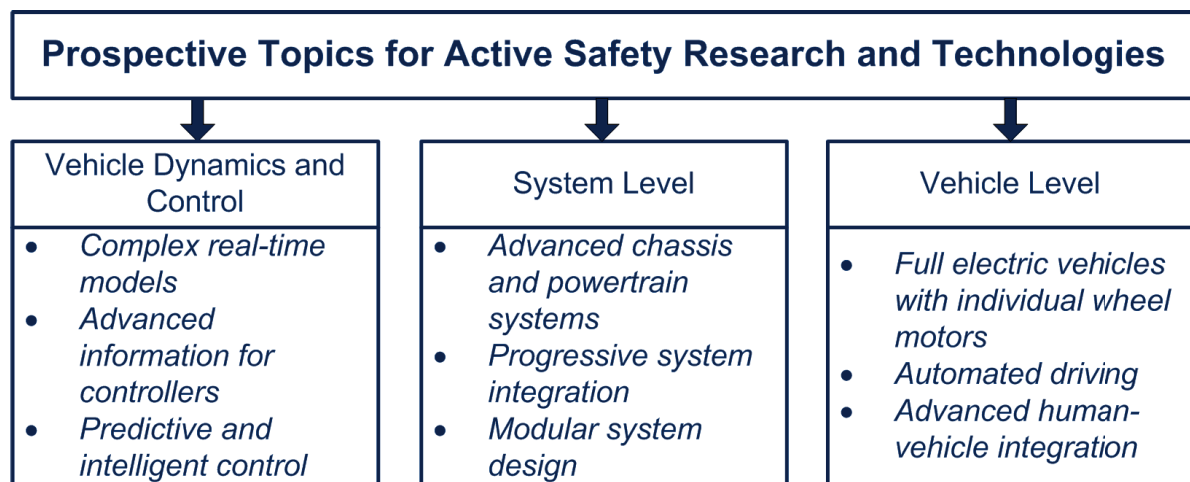 Prospective Topics for Active Safety Research and Technologies
Vehicle Dynamics and
Control
• Complex real-time
models
• Advanced
information for
controllers
• Predictive and
intelligent control
System Level
• Advanced chassis
and powertrain
systems
• Progressive system
integration
• Modular system
design
Vehicle Level
• Full electric vehicles
with individual wheel
motors
• Automated driving
• Advanced human-
vehicle integration